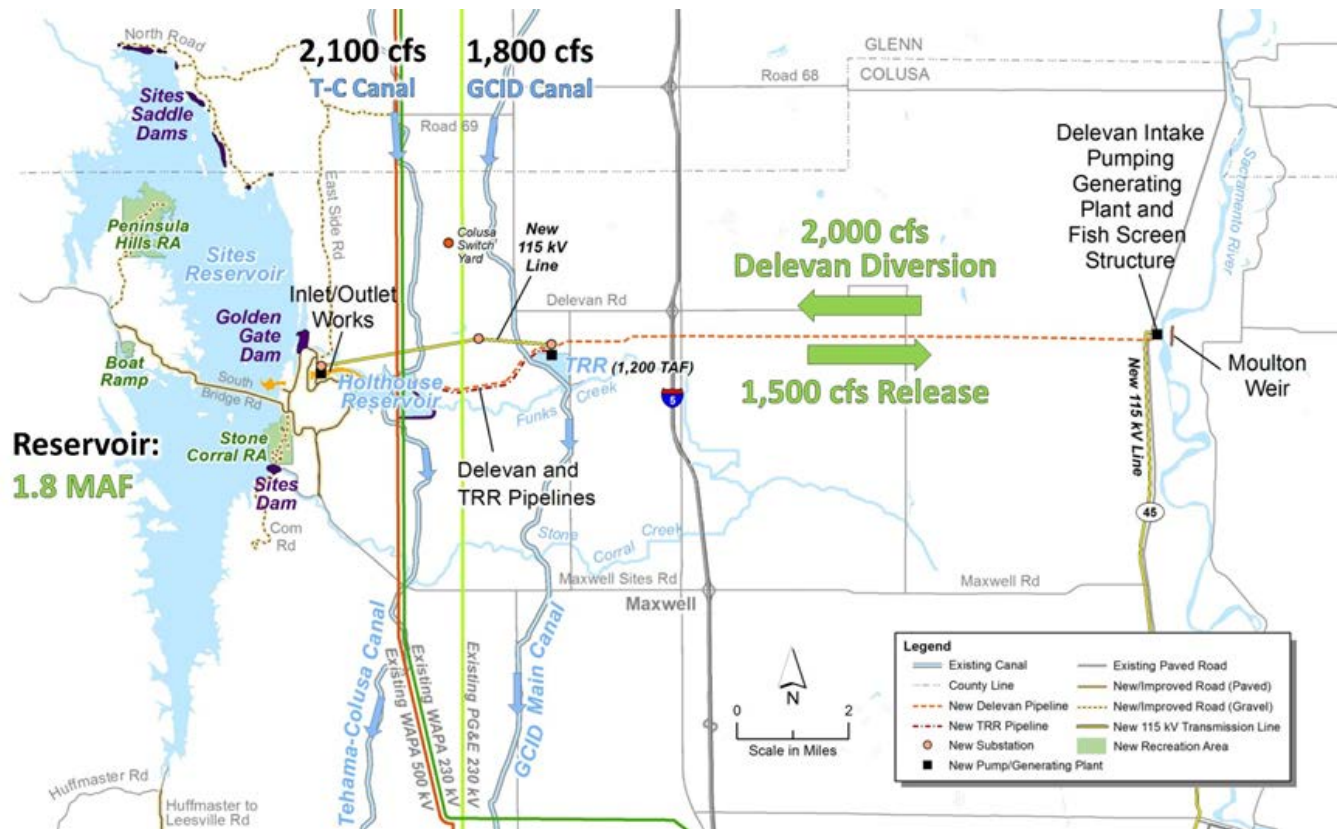 North Road
2,100 cfs
T-C Canal
1,800 cfs
GCID Canal
GLENN
COLUSA
Road 68
Road 69
Sites
Saddle
Dams
East Side Rd
Peninsula
Hills RA
Sites
Reservoir
Colusa
Switch
Yard
New
115 kV
Line
Inlet/Outlet
Works
Golden
Gate
Dam
Boat
Ramp
South
Bridge Rd
Holthouse
Reservoir
TRR (1,200 TAF)
Funks Creek
Delevan Rd
2,000 cfs
Delevan Diversion
1,500 cfs Release
5
Delevan Intake
Pumping
Generating
Plant and
Fish Screen
Structure
Sacramento River
Moulton
Weir
New 115 kV Line
45
Reservoir:
1.8 MAF
Stone
Corral RA
Sites
Dam
Com
Rd
Delevan and
TRR Pipelines
Stone Corral Creek
Maxwell Sites Rd
Maxwell
Maxwell Rd
Tehama-Colusa Canal
Existing WAPA 500 kV
Existing WAPA 230 kV
Existing PG&E 230 kV
GCID Main Canal
Huffmaster Rd
Huffmaster to
Leesville Rd
N
0 2
Scale in Miles
Legend
Existing Canal
County Line
New Delevan Pipeline
New TRR Pipeline
New Substation
New Pump/Generating Plant
Existing Paved Road
New/Improved Road (Paved)
New/Improved Road (Gravel)
New 115 kV Transmission Line
New Recreation Area